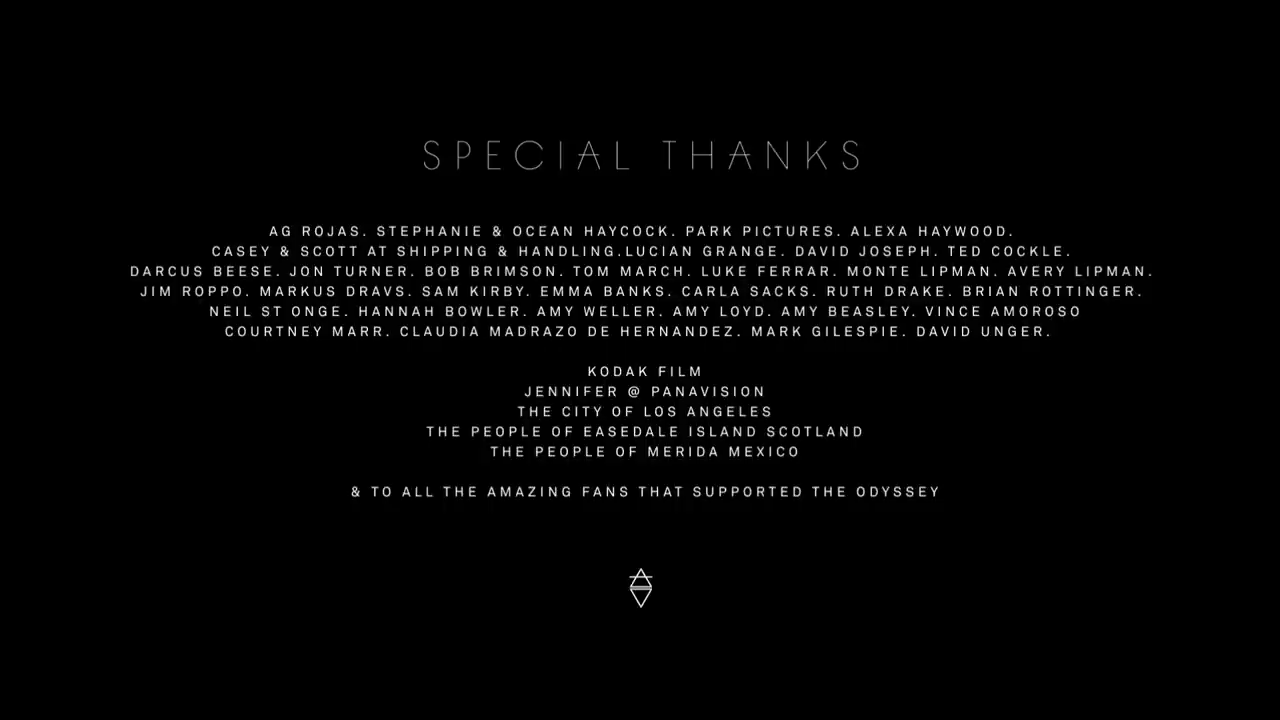 SPECIAL THANKS
AG ROJAS. STEPHANIE & OCEAN HAYCOCK. PARK PICTURES. ALEXA HAYWOOD.
CASEY & SCOTT AT SHIPPING & HANDLING.LUCIAN GRANGE. DAVID JOSEPH. TED COCKLE.
DARCUS BEESE. JON TURNER. BOB BRIMSON. TOM MARCH. LUKE FERRAR. MONTE LIPMAN. AVERY LIPMAN.
JIM ROPPO. MARKUS DRAVS. SAM KIRBY. EMMA BANKS. CARLA SACKS. RUTH DRAKE. BRIAN ROTTINGER.
NEIL ST ONGE. HANNAH BOWLER. AMY WELLER. AMY LOYD. AMY BEASLEY. VINCE AMOROSO
COURTNEY MARR. CLAUDIA MADRAZO DE HERNANDEZ. MARK GILESPIE. DAVID UNGER.
KODAK FILM
JENNIFER @ PANAVISION
THE CITY OF LOS ANGELES
THE PEOPLE OF EASEDALE ISLAND SCOTLAND
THE PEOPLE OF MERIDA MEXICO
& TO ALL THE AMAZING FANS THAT SUPPORTED THE ODYSSEY